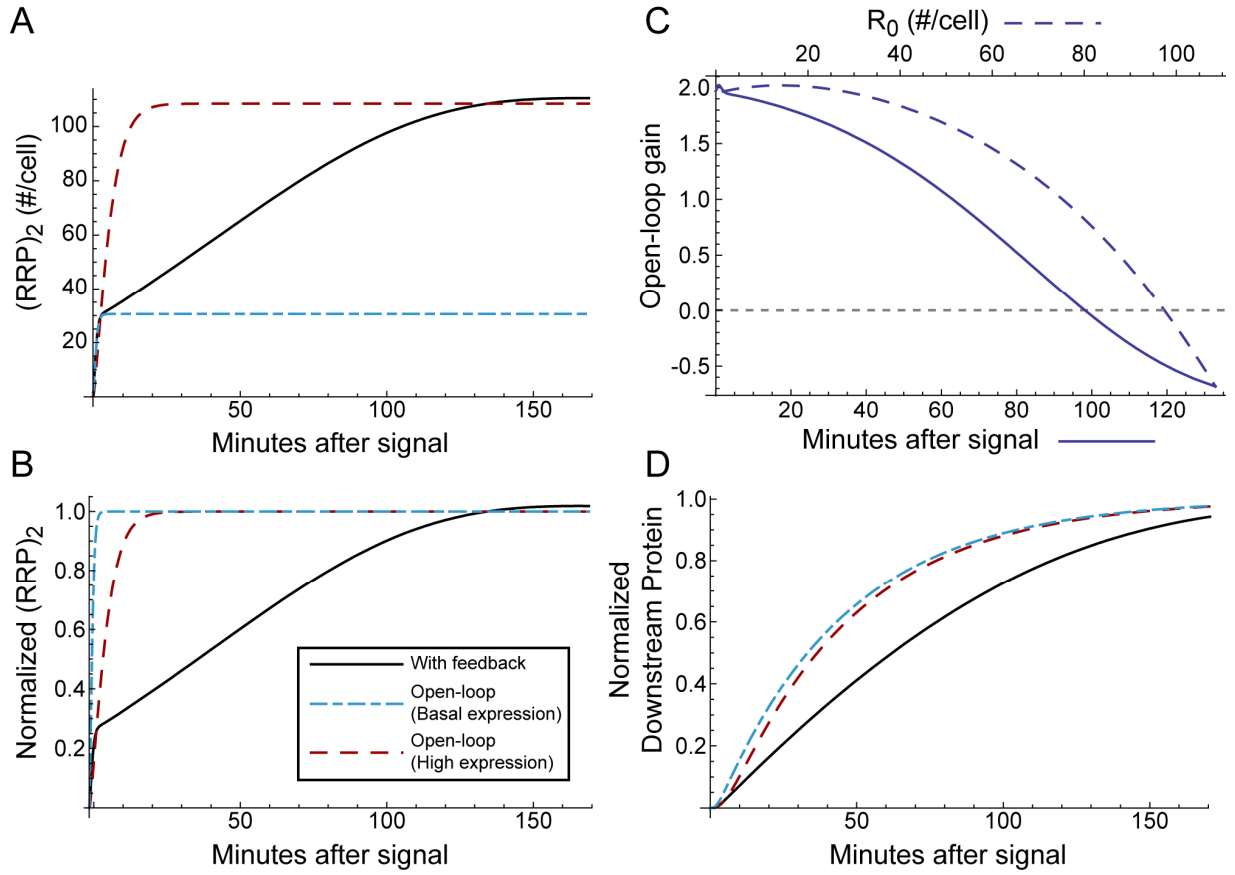 A
(RRP)2 (#/cell)
100
80
60
40
20
50
100
150
Minutes after signal
C
R0 (#/cell)
20
40
60
80
100
Open-loop gain
2.0
1.5
1.0
0.5
0.0
-0.5
20
40
60
80
100
120
Minutes after signal
B
Normalized (RRP)2
1.0
0.8
0.6
0.4
0.2
With feedback
Open-loop
(Basal expression)
Open-loop
(High expression)
50
100
150
Minutes after signal
D
Normalized
Downstream Protein
1.0
0.8
0.6
0.4
0.2
50
100
150
Minutes after signal